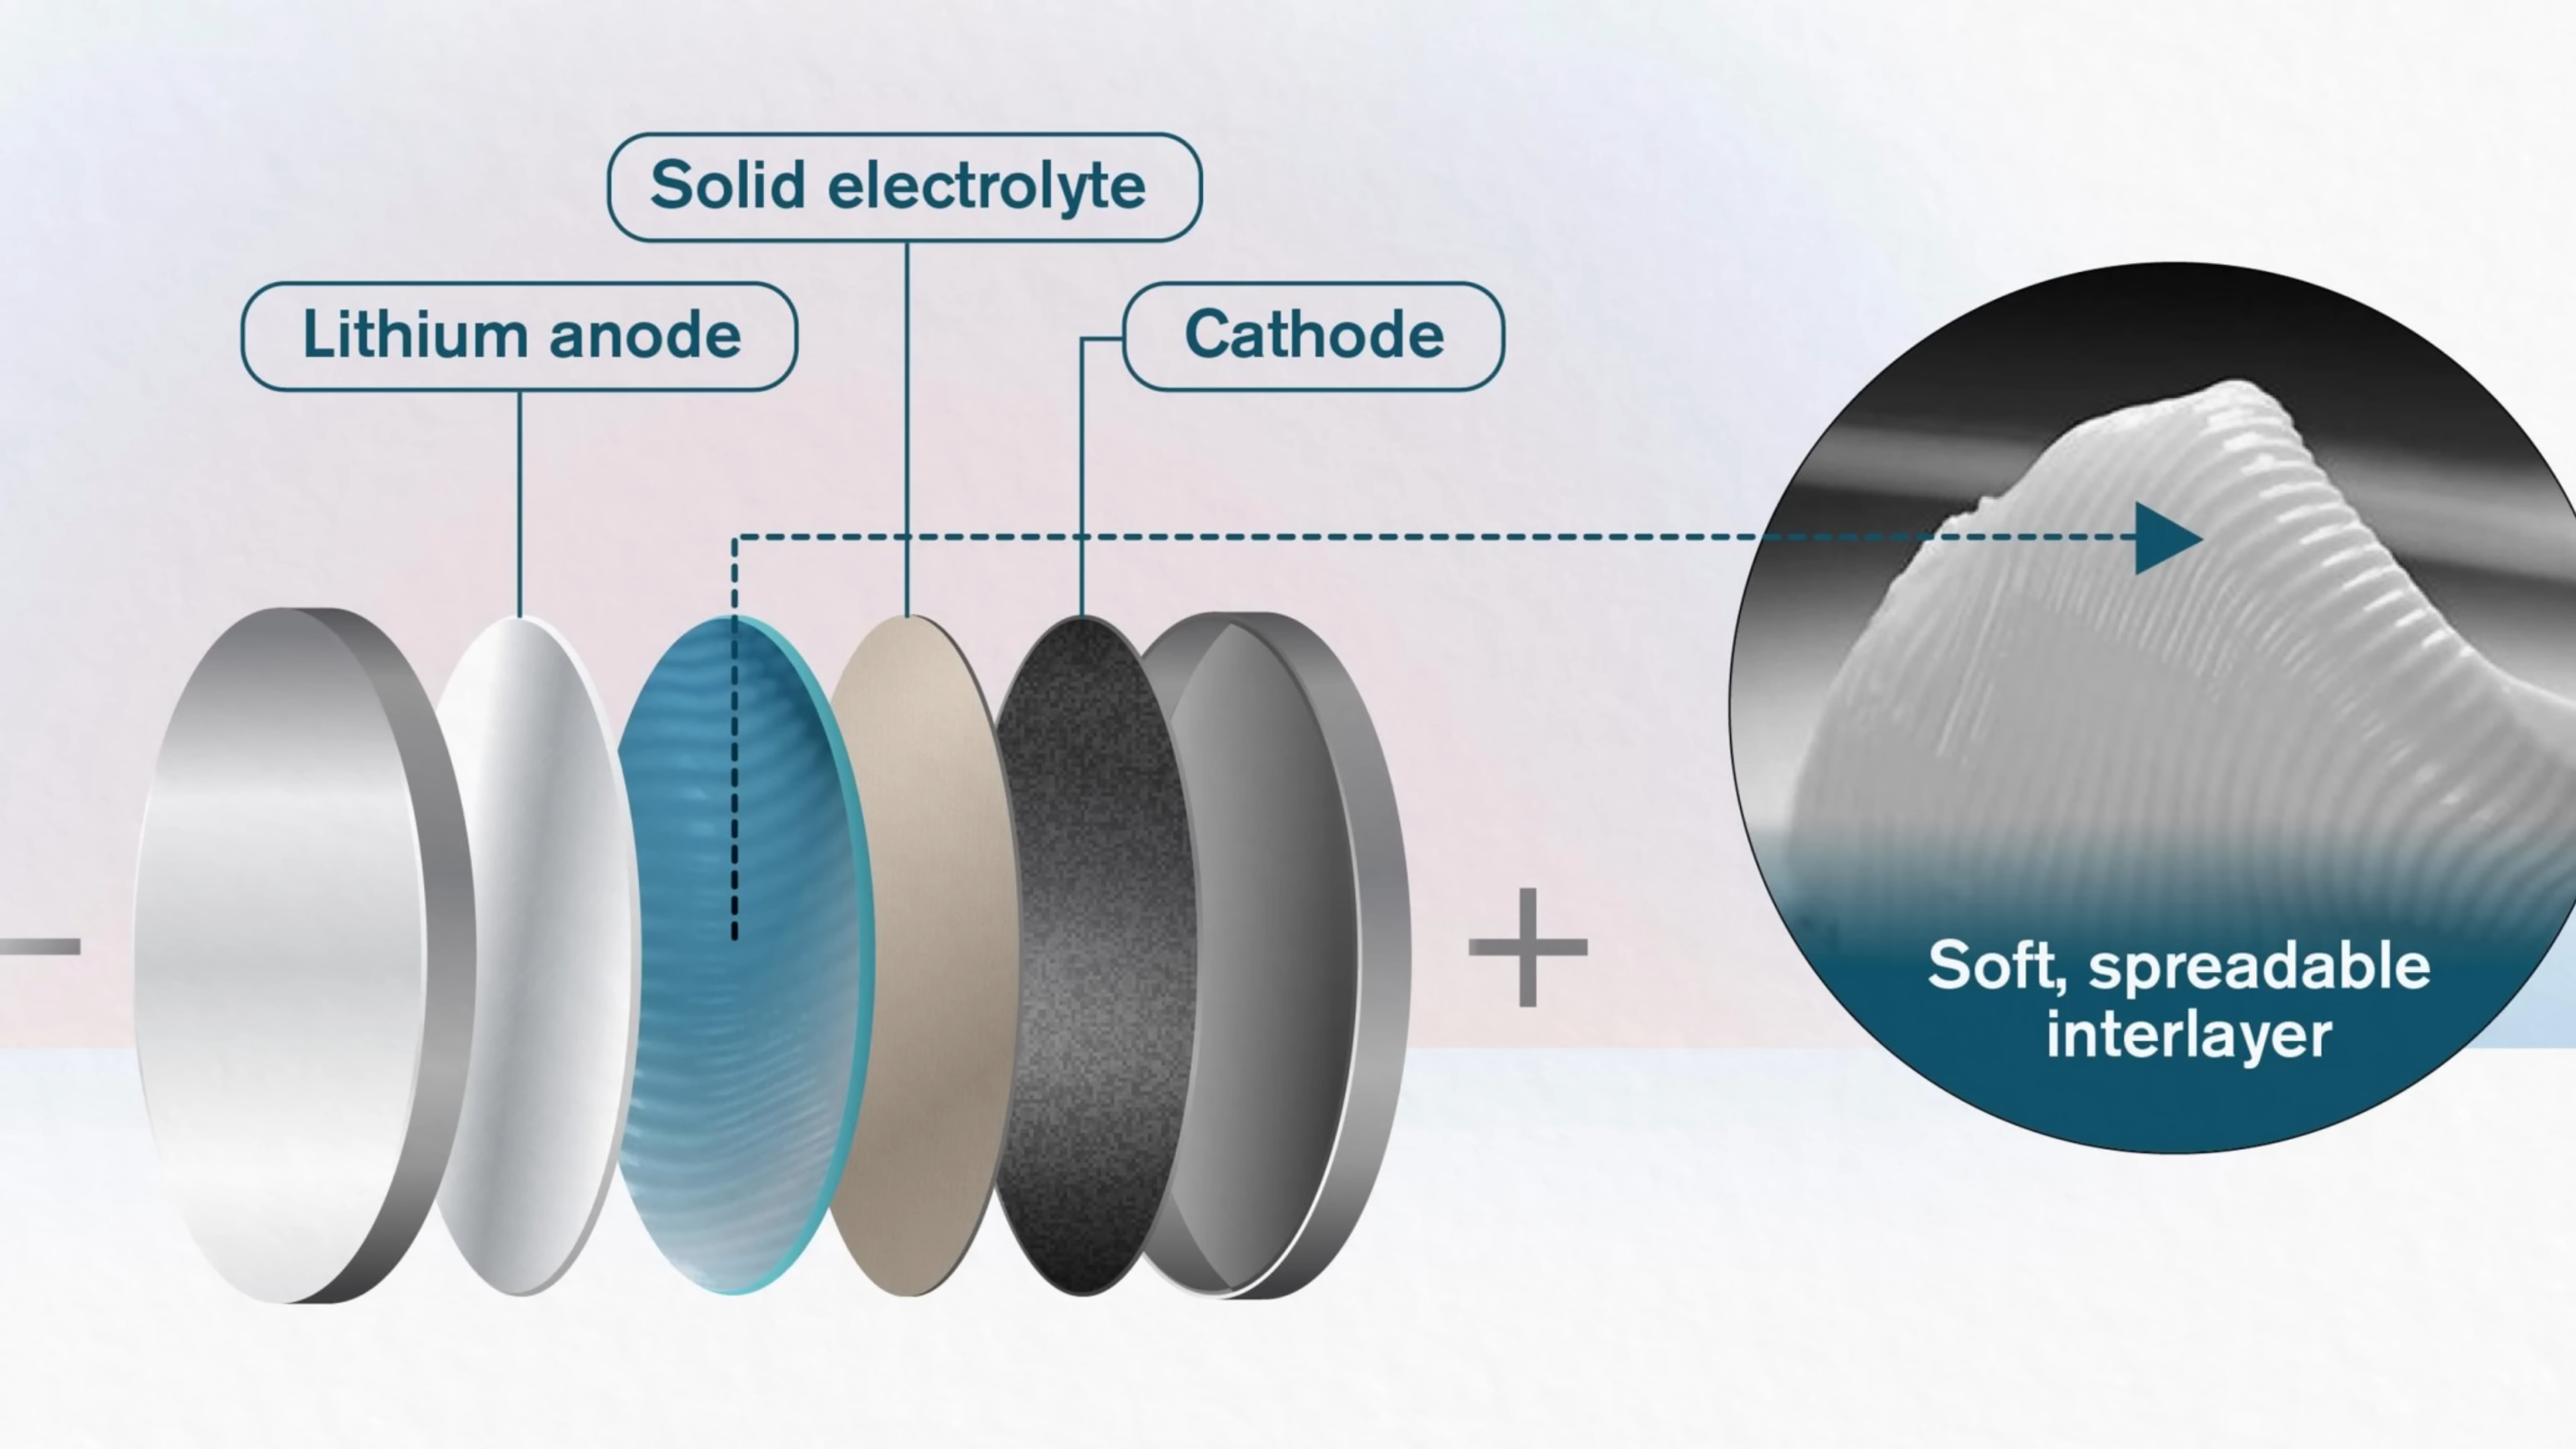 Solid electrolyte
Lithium anode
Cathode
Soft, spreadable
interlayer